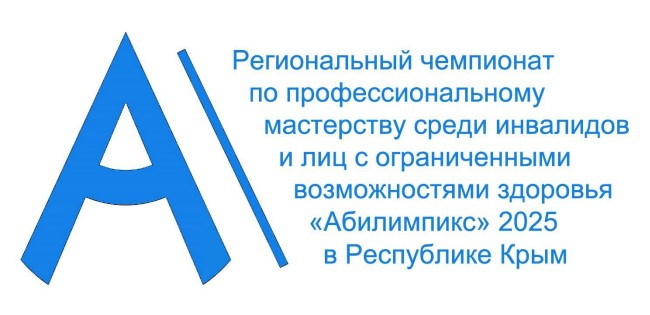 Региональный чемпионат
по профессиональному
мастерству среди инвалидов
и лиц с ограниченными
возможностями здоровья
«Абилимпикс» 2025
в Республике Крым